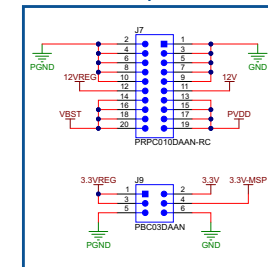 J7
2 1
4 3
PGND 6 5 GND
8 7
12VREG 10 9 12V
12 11
14 13
VBST 16 15 PVDD
18 17
20 19
PRPC010DAAN-RC
J9
3.3VREG 3.3V 3.3V-MSP
1 2
3 4
5 6
PBC03DAAN
PGND GND